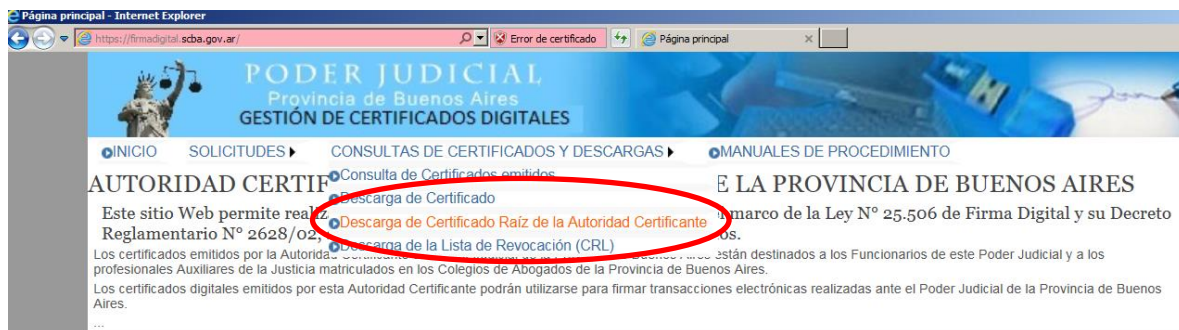 Página principal - Internet Explorer
https://firmadigital.scba.gov.ar/ Error de certificado Página principal
PODER JUDICIAL
Provincia de Buenos Aires
GESTIÓN DE CERTIFICADOS DIGITALES
INICIO SOLICITUDES CONSULTAS DE CERTIFICADOS Y DESCARGAS MANUALES DE PROCEDIMIENTO
Consulta de Certificados emitidos
Descarga de Certificado
Descarga de Certificado Raíz de la Autoridad Certificante
Descarga de la Lista de Revocación (CRL)
AUTORIDAD E LA PROVINCIA DE BUENOS AIRES
Este sitio Web permite marco de la Ley N° 25.506 de Firma Digital y su Decreto
Reglamentario N° 2628/02,
Los certificados emitidos por la están destinados a los Funcionarios de este Poder Judicial y a los
profesionales Auxiliares de la Justicia matriculados en los Colegios de Abogados de la Provincia de Buenos Aires.
Los certificados digitales emitidos por esta Autoridad Certificante podrán utilizarse para firmar transacciones electrónicas realizadas ante el Poder Judicial de la Provincia de Buenos
Aires.
...